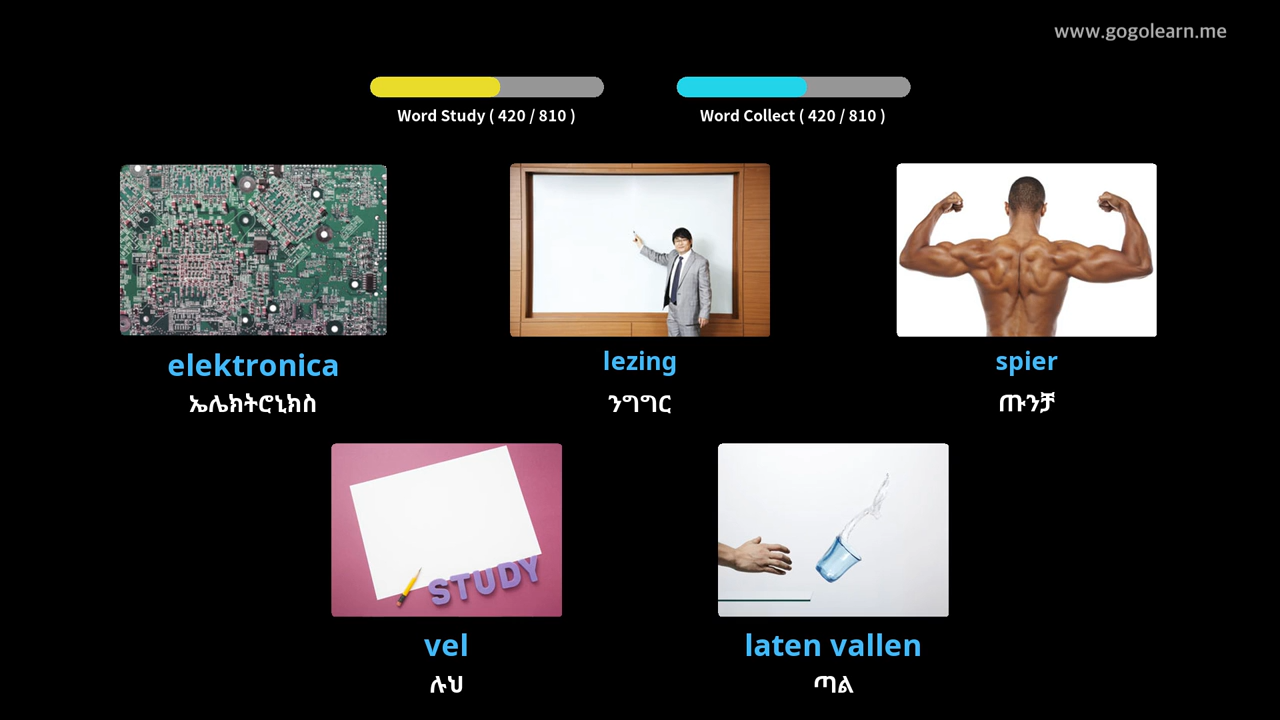 www.gogolearn.me
Word Study ( 420 / 810 )
Word Collect ( 420 / 810 )
elektronica
ኤሌክትሮኒክስ
lezing
ንግግር
spier
ጡንቻ
STUDY
vel
ሉህ
laten vallen
ጣል